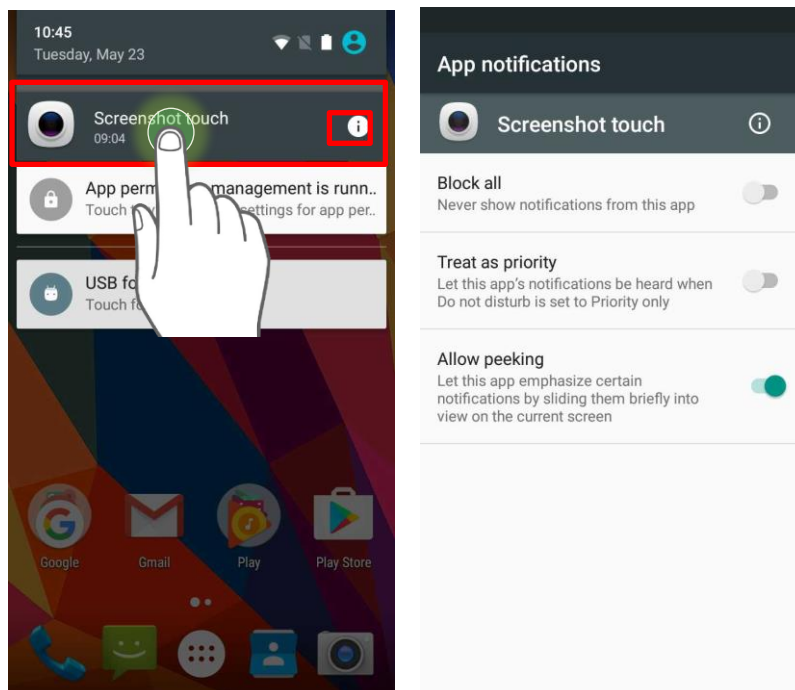 10:45
Tuesday, May 23
Screenshot touch
09:04
App perm management is runn..
Touch settings for app per..
USB fo
Touch fo
Google
Gmail
Play
Play Store
App notifications
Screenshot touch
Block all
Never show notifications from this app
Treat as priority
Let this app's notifications be heard when
Do not disturb is set to Priority only
Allow peeking
Let this app emphasize certain
notifications by sliding them briefly into
view on the current screen